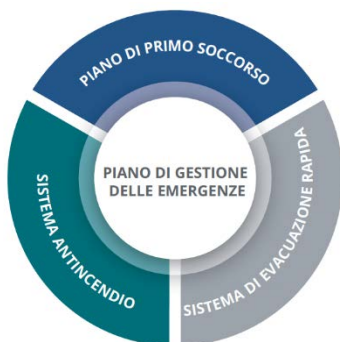 PIANO DI PRIMO SOCCORSO
PIANO DI GESTIONE
DELLE EMERGENZE
SISTEMA ANTINCENDIO
SISTEMA DI EVACUAZIONE RAPIDA